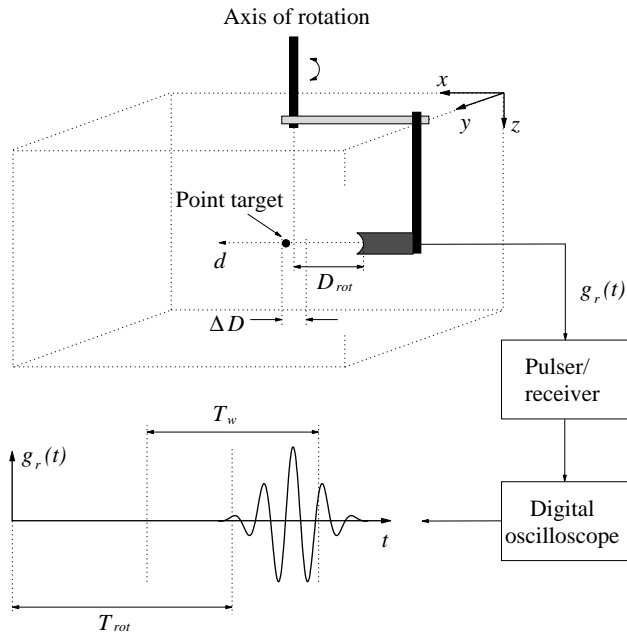 Axis of rotation
x
y
z
Point target
d
D_rot
ΔD
g_r(t)
Pulser/
receiver
T_w
g_r(t)
Digital
oscilloscope
t
T_rot